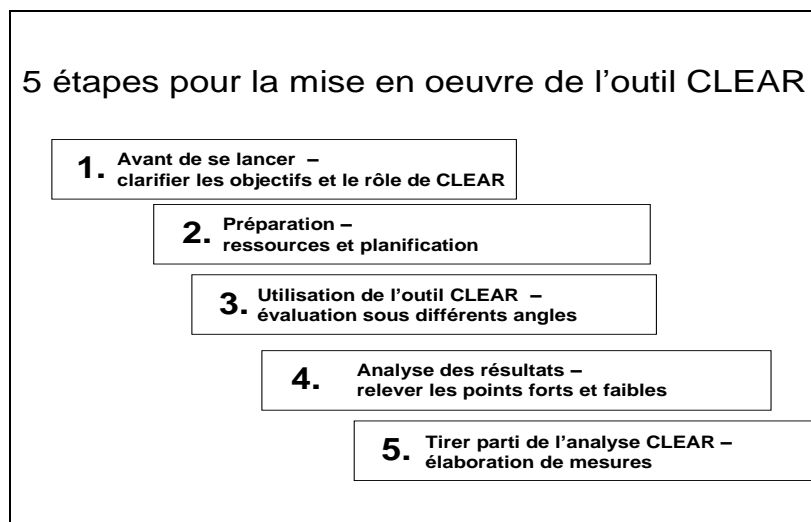 5 étapes pour la mise en oeuvre de l'outil CLEAR
1. Avant de se lancer –
clarifier les objectifs et le rôle de CLEAR
2. Préparation –
ressources et planification
3. Utilisation de l'outil CLEAR –
évaluation sous différents angles
4. Analyse des résultats –
relever les points forts et faibles
5. Tirer parti de l'analyse CLEAR –
élaboration de mesures